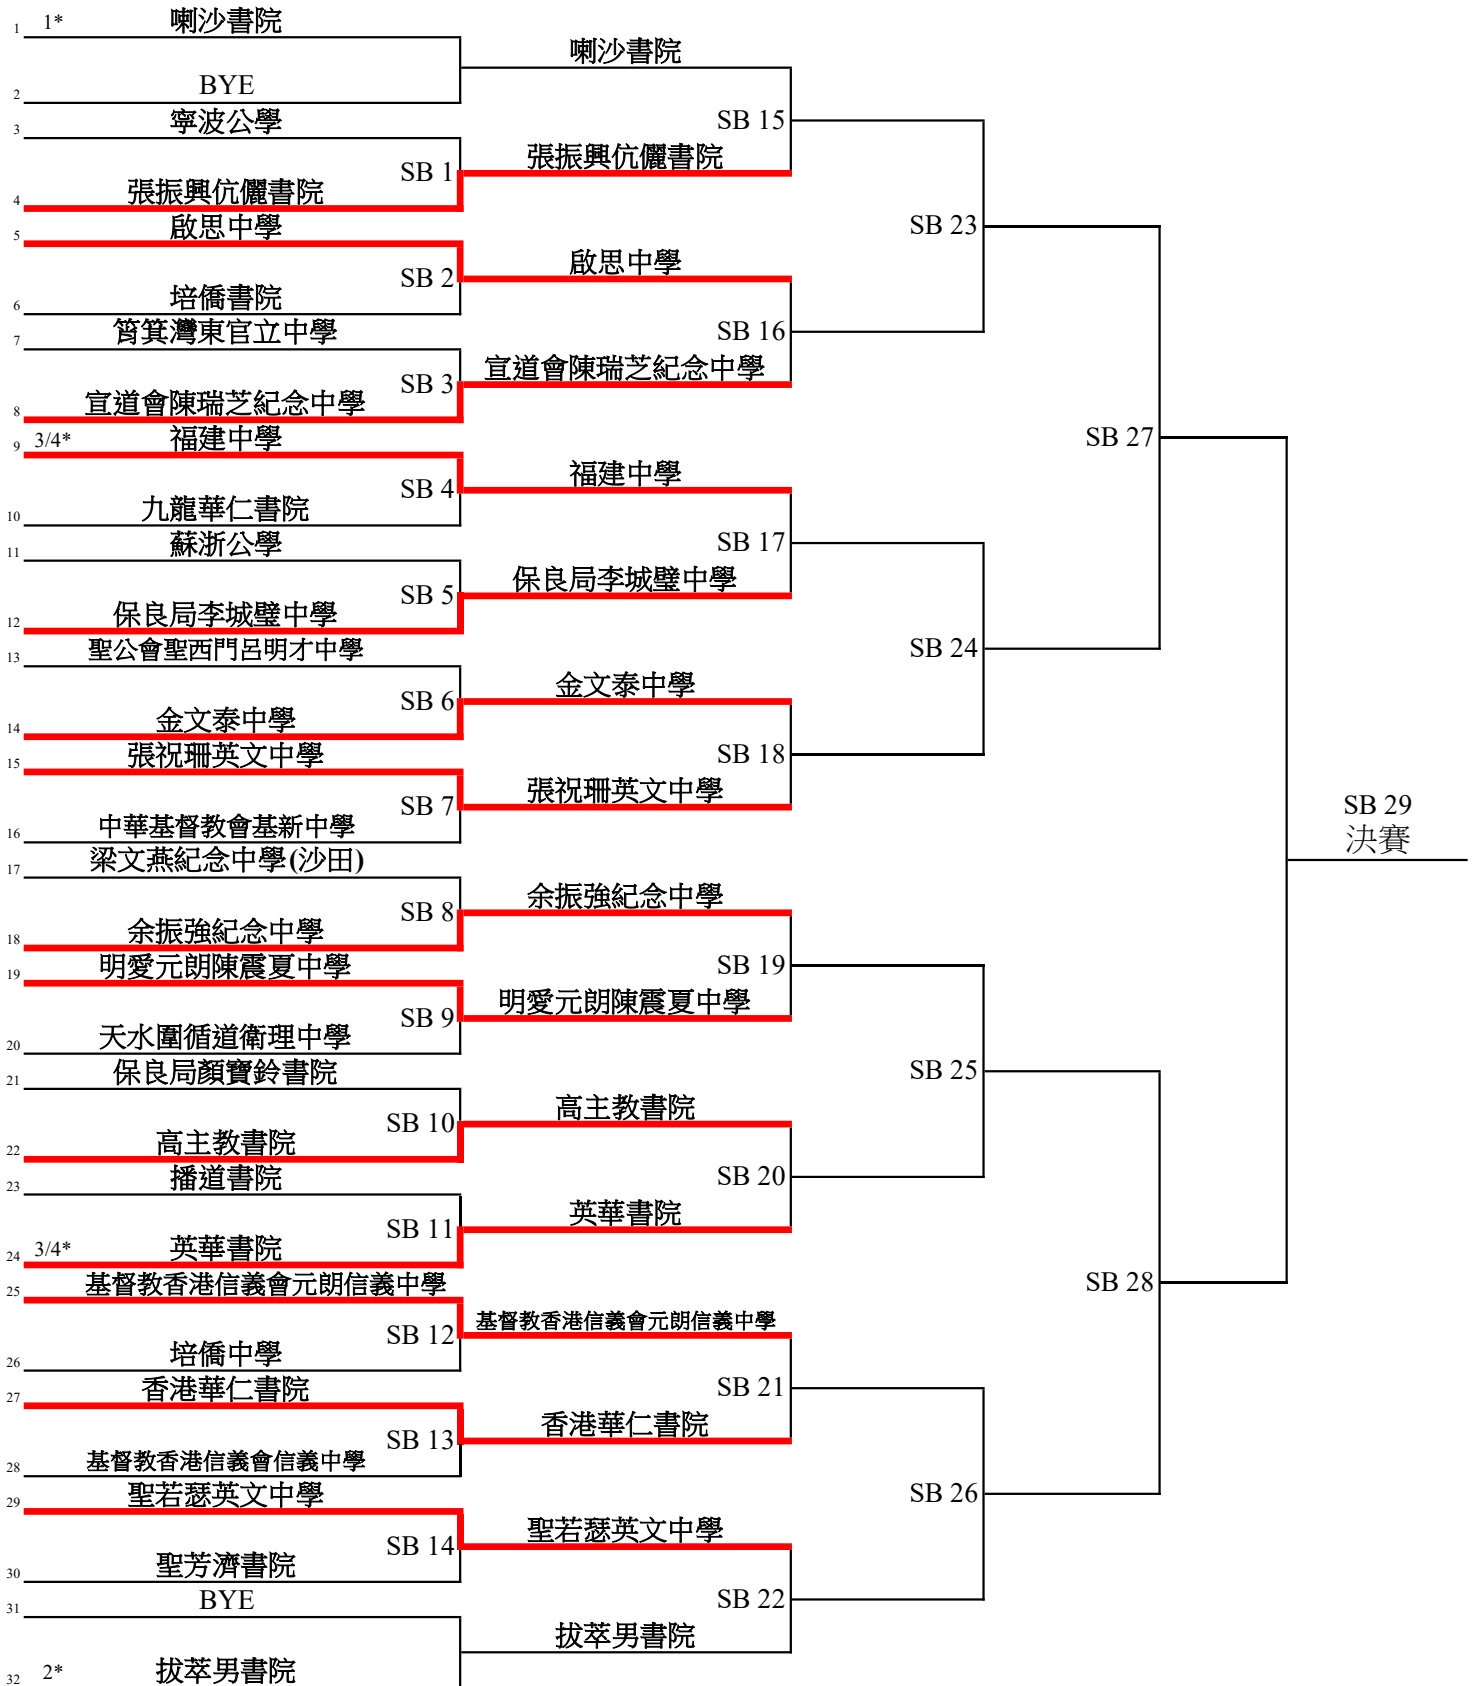 1 1* 喇沙書院
喇沙書院
2 BYE
3 寧波公學
SB 15
SB 1 張振興伉儷書院
4 張振興伉儷書院
5 啟思中學
SB 23
SB 2 啟思中學
6 培僑書院
7 筲箕灣東官立中學
SB 16
SB 3 宣道會陳瑞芝紀念中學
8 宣道會陳瑞芝紀念中學
9 3/4* 福建中學
SB 27
SB 4 福建中學
10 九龍華仁書院
11 蘇浙公學
SB 17
SB 5 保良局李城璧中學
12 保良局李城璧中學
13 聖公會聖西門呂明才中學
SB 24
SB 6 金文泰中學
14 金文泰中學
15 張祝珊英文中學
SB 18
SB 7 張祝珊英文中學
16 中華基督教會基新中學
SB 29
決賽
17 梁文燕紀念中學(沙田)
SB 8 余振強紀念中學
18 余振強紀念中學
19 明愛元朗陳震夏中學
SB 19
SB 9 明愛元朗陳震夏中學
20 天水圍循道衛理中學
21 保良局顏寶鈴書院
SB 25
SB 10 高主教書院
22 高主教書院
23 播道書院
SB 20
SB 11 英華書院
24 3/4* 英華書院
25 基督教香港信義會元朗信義中學
SB 28
SB 12 基督教香港信義會元朗信義中學
26 培僑中學
27 香港華仁書院
SB 21
SB 13 香港華仁書院
28 基督教香港信義會信義中學
29 聖若瑟英文中學
SB 26
SB 14 聖若瑟英文中學
30 聖芳濟書院
31 BYE
SB 22
拔萃男書院
32 2* 拔萃男書院